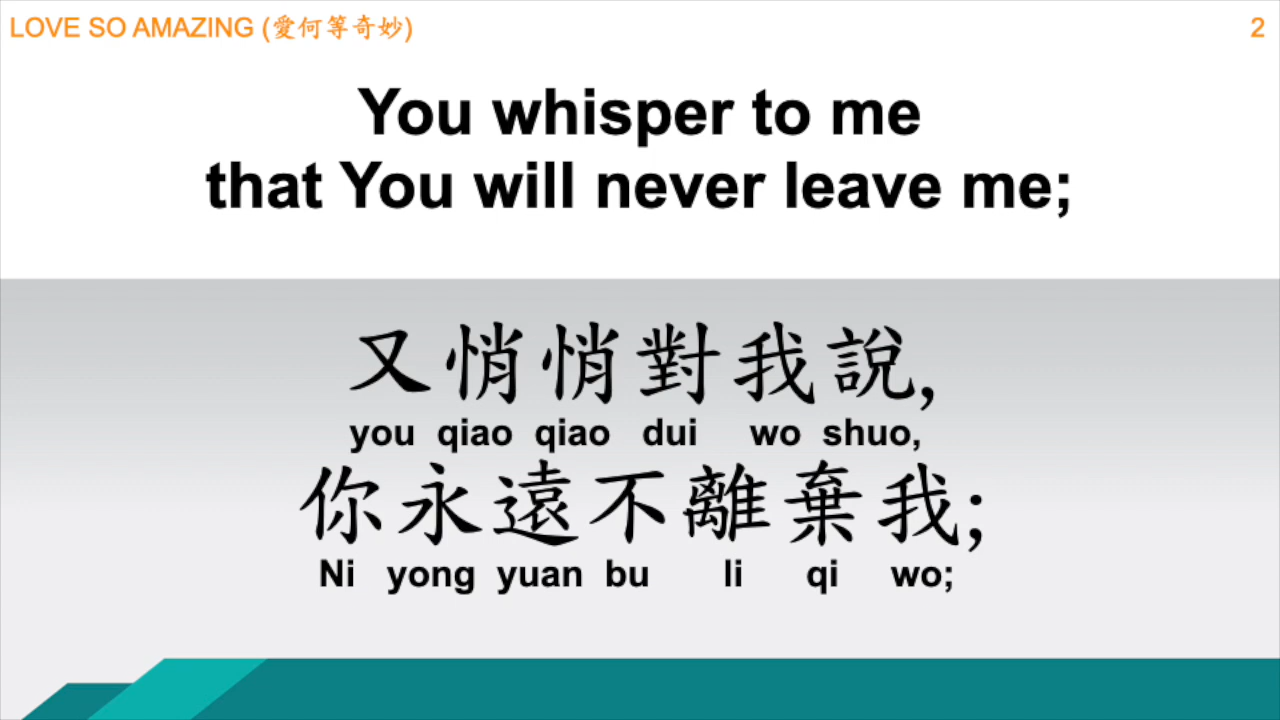 LOVE SO AMAZING (愛何等奇妙) 2
You whisper to me
that You will never leave me;
又悄悄對我說,
you qiao qiao dui wo shuo,
你永遠不離棄我;
Ni yong yuan bu li qi wo;